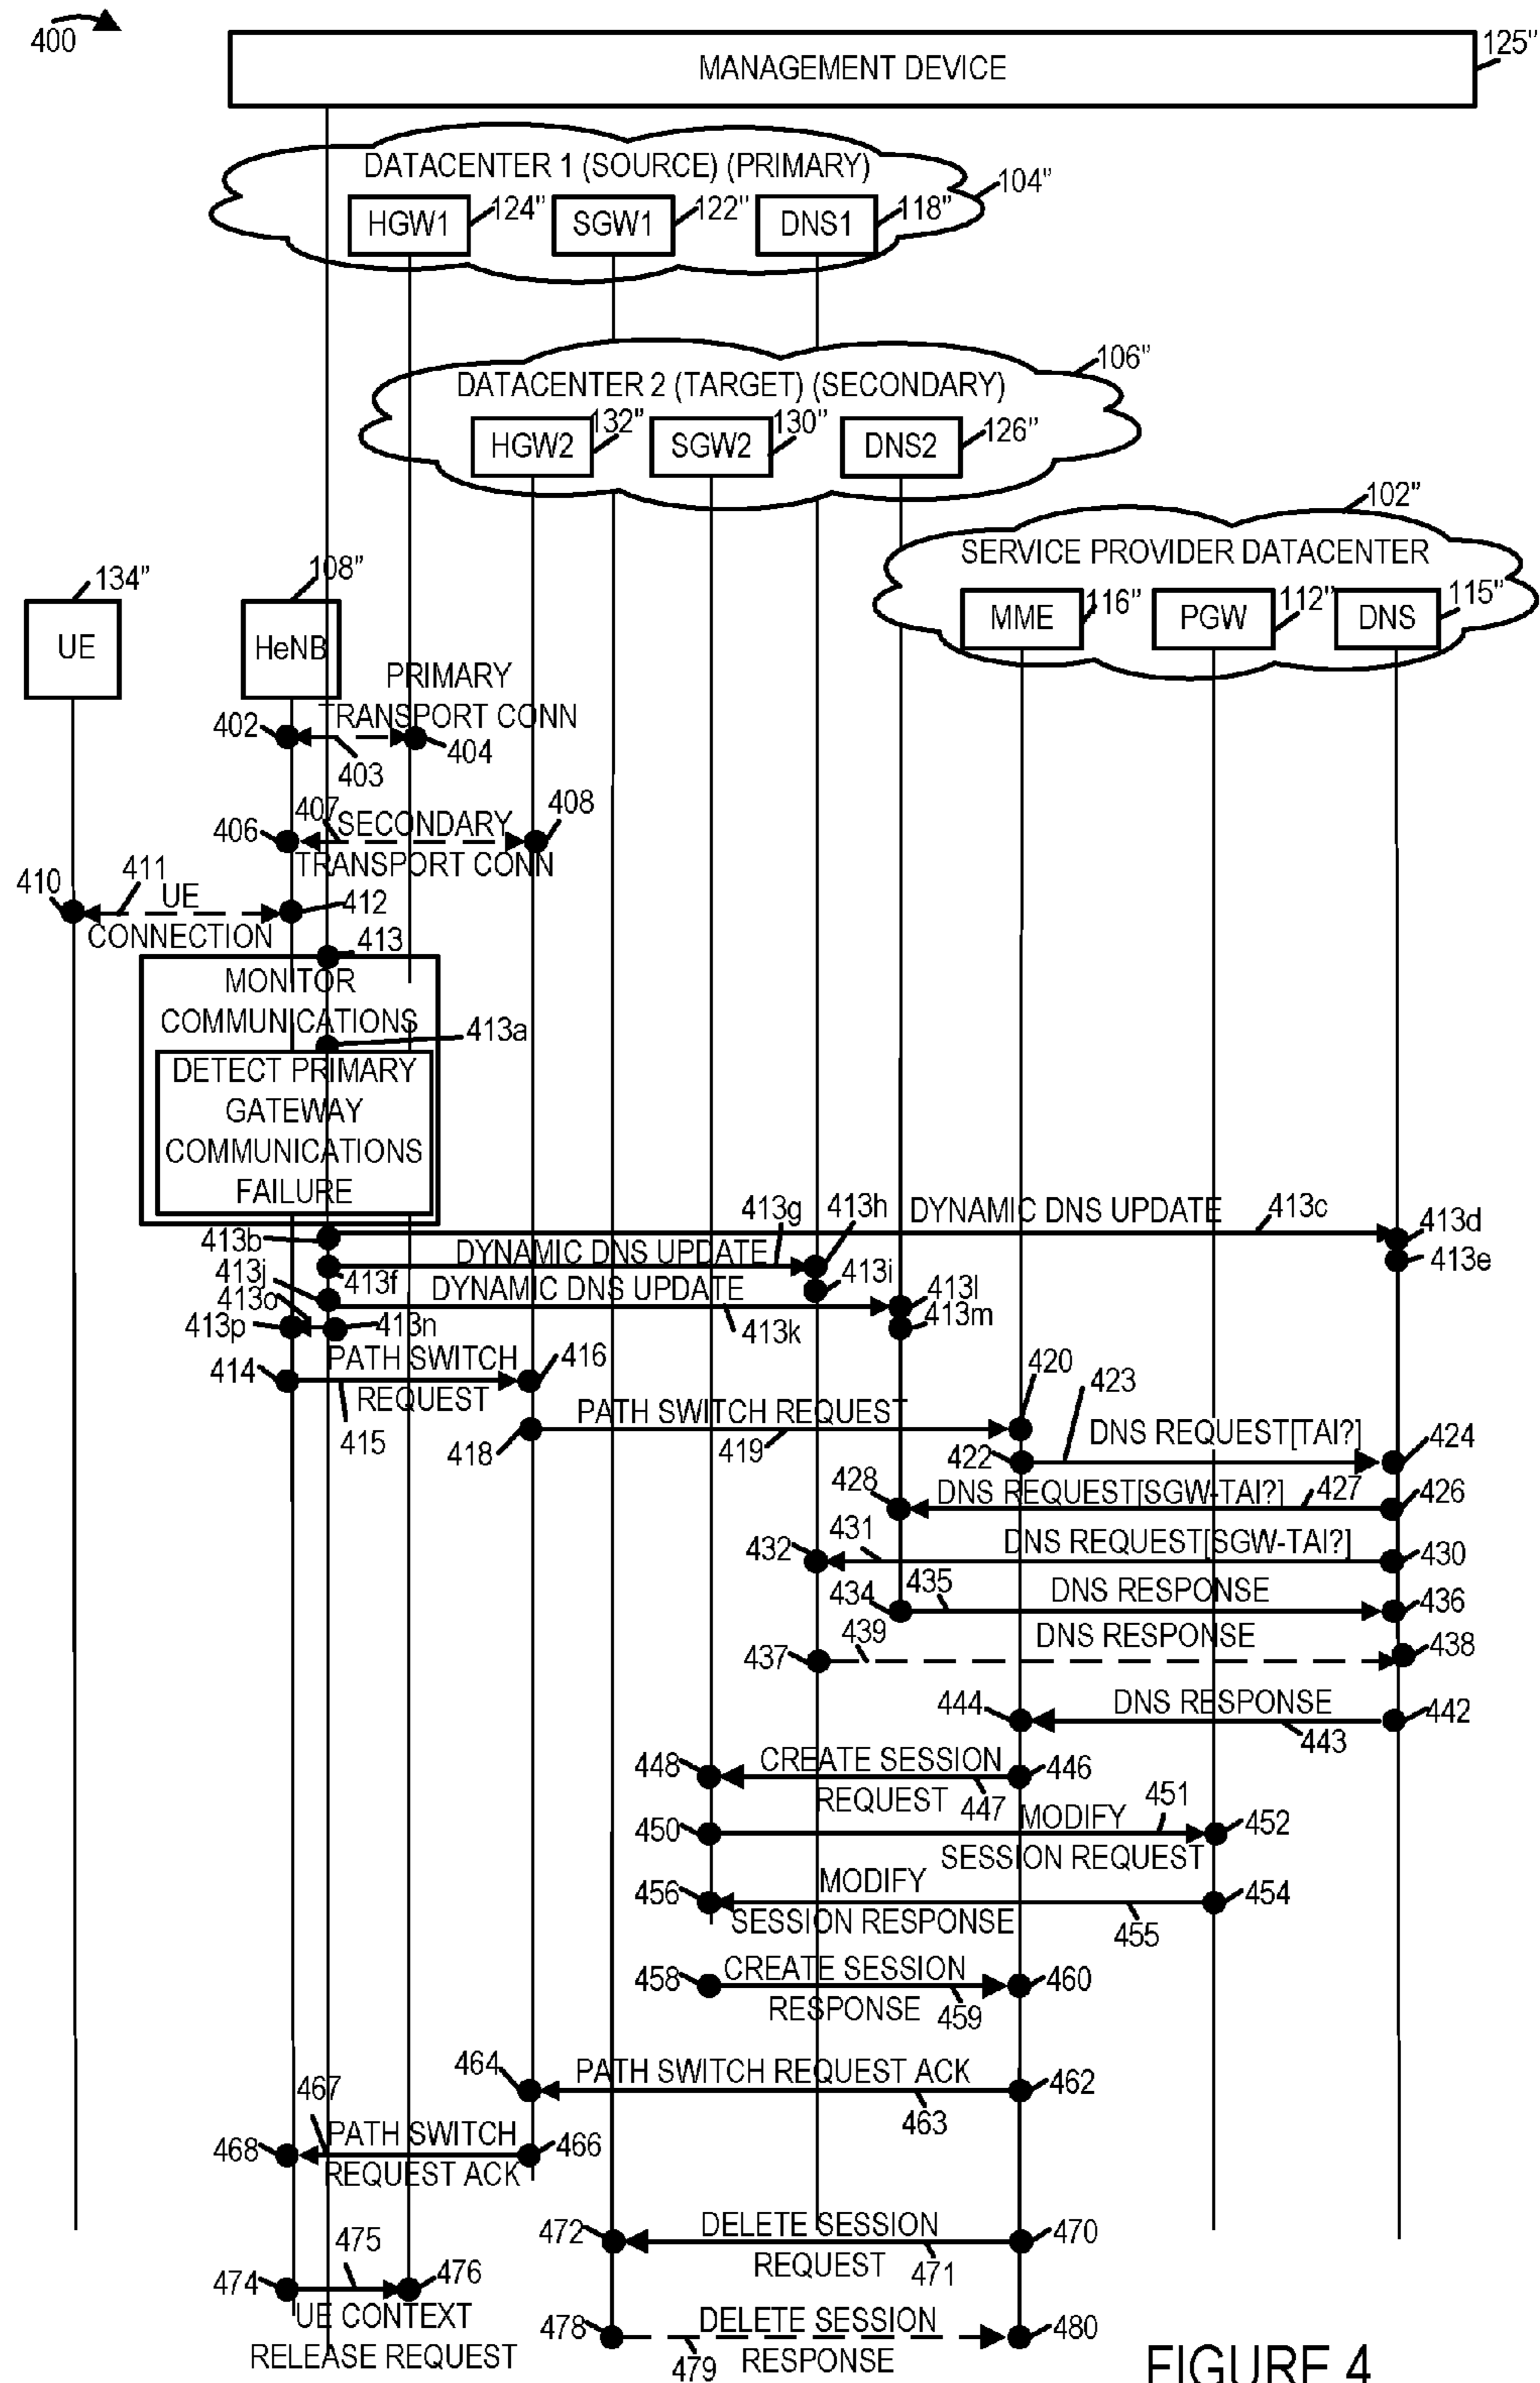 400
125"
MANAGEMENT DEVICE
DATACENTER 1 (SOURCE) (PRIMARY)
104"
HGW1
124"
SGW1
122"
DNS1
118"
106"
DATACENTER 2 (TARGET) (SECONDARY)
HGW2
132"
SGW2
130"
DNS2
126"
102"
SERVICE PROVIDER DATACENTER
MME
116"
PGW
112"
DNS
115"
134"
UE
108"
HeNB
PRIMARY
TRANSPORT CONN
402
403
404
407
408
406
SECONDARY
TRANSPORT CONN
410
411
UE
CONNECTION
412
413
MONITOR
COMMUNICATIONS
413a
DETECT PRIMARY
GATEWAY
COMMUNICATIONS
FAILURE
413b
DYNAMIC DNS UPDATE
413c
413d
413e
413f
DYNAMIC DNS UPDATE
413g
413h
413i
413j
DYNAMIC DNS UPDATE
413k
413l
413m
413n
413o
413p
414
PATH SWITCH
REQUEST
415
416
418
PATH SWITCH REQUEST
419
420
422
423
DNS REQUEST[TAI?]
424
428
DNS REQUEST[SGW-TAI?]
427
426
432
431
DNS REQUEST[SGW-TAI?]
430
434
435
DNS RESPONSE
436
437
439
DNS RESPONSE
438
444
DNS RESPONSE
443
442
448
CREATE SESSION
REQUEST
447
446
450
MODIFY
SESSION REQUEST
451
452
456
MODIFY
SESSION RESPONSE
455
454
458
CREATE SESSION
RESPONSE
459
460
464
PATH SWITCH REQUEST ACK
463
462
467
468
PATH SWITCH
REQUEST ACK
466
472
DELETE SESSION
REQUEST
471
470
474
475
476
UE CONTEXT
RELEASE REQUEST
478
DELETE SESSION
RESPONSE
479
480
FIGURE 4